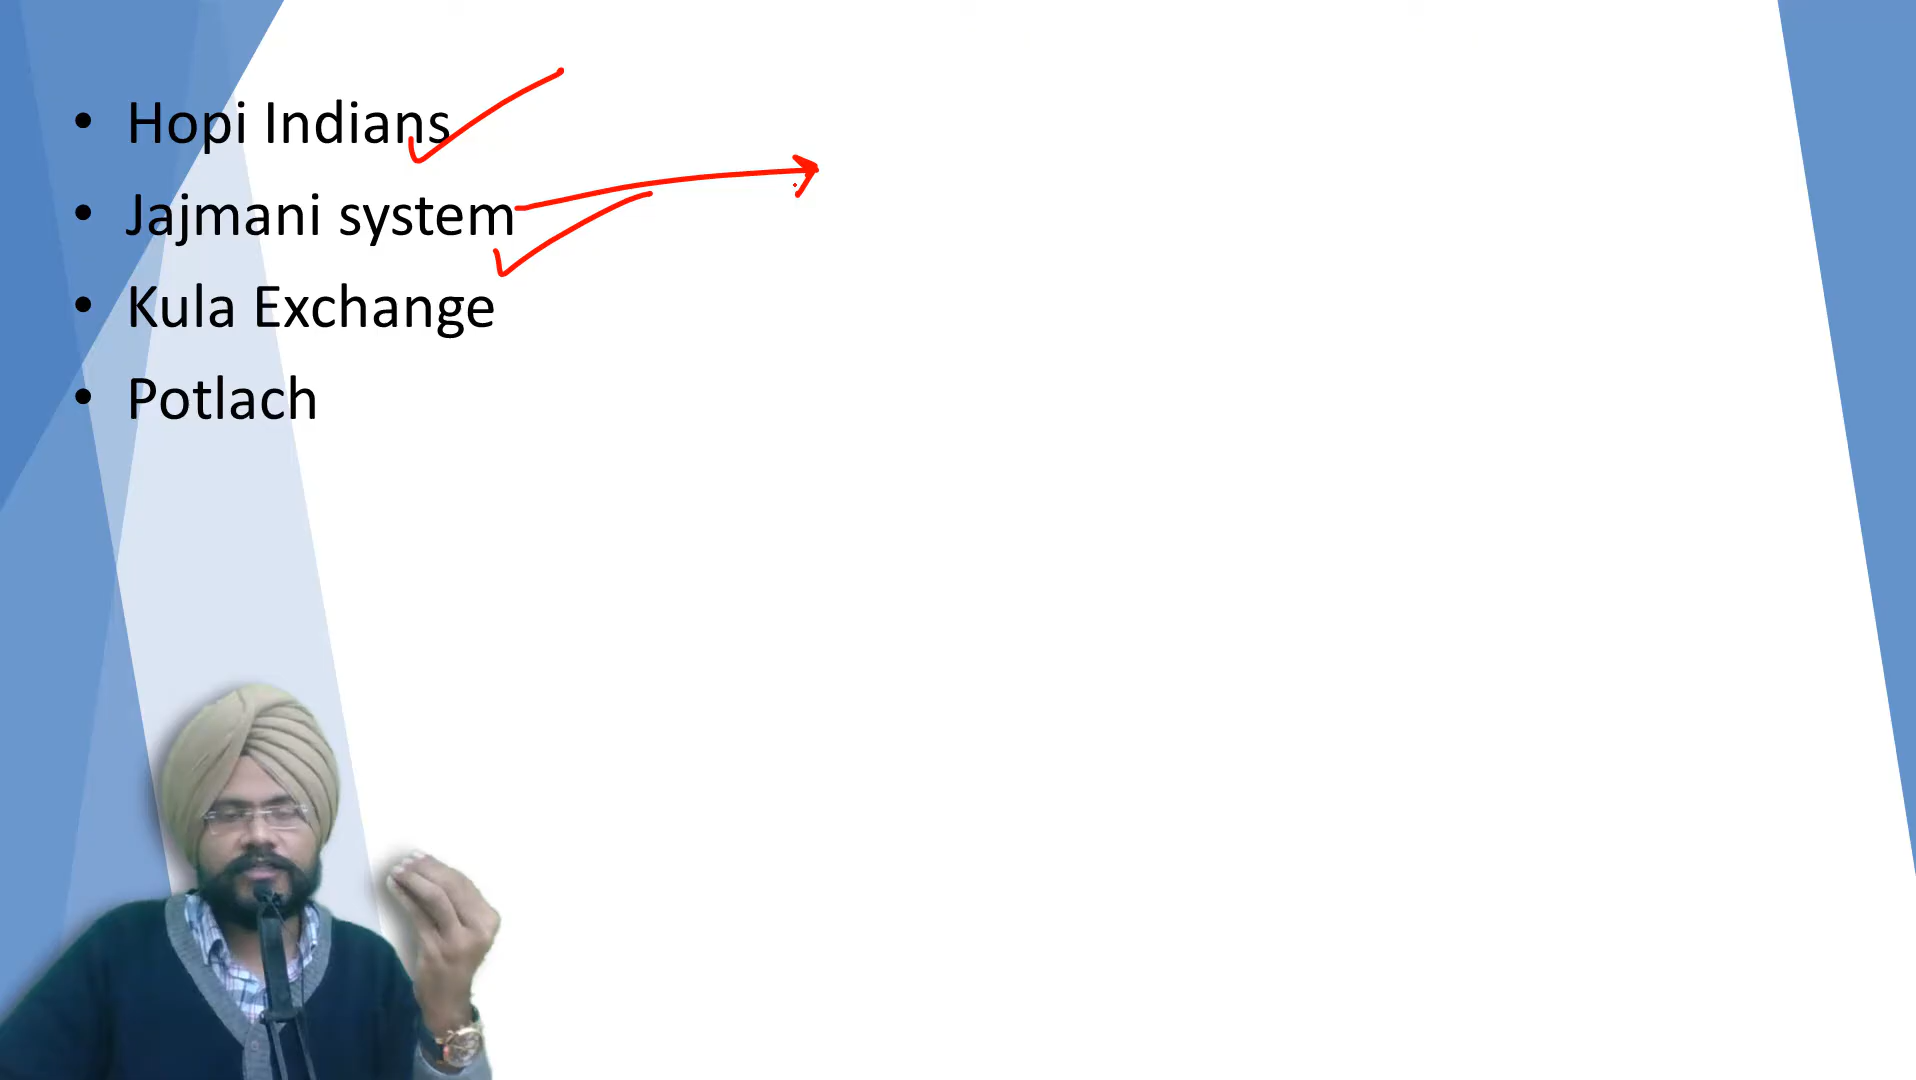 • Hopi Indians
• Jajmani system
• Kula Exchange
• Potlach